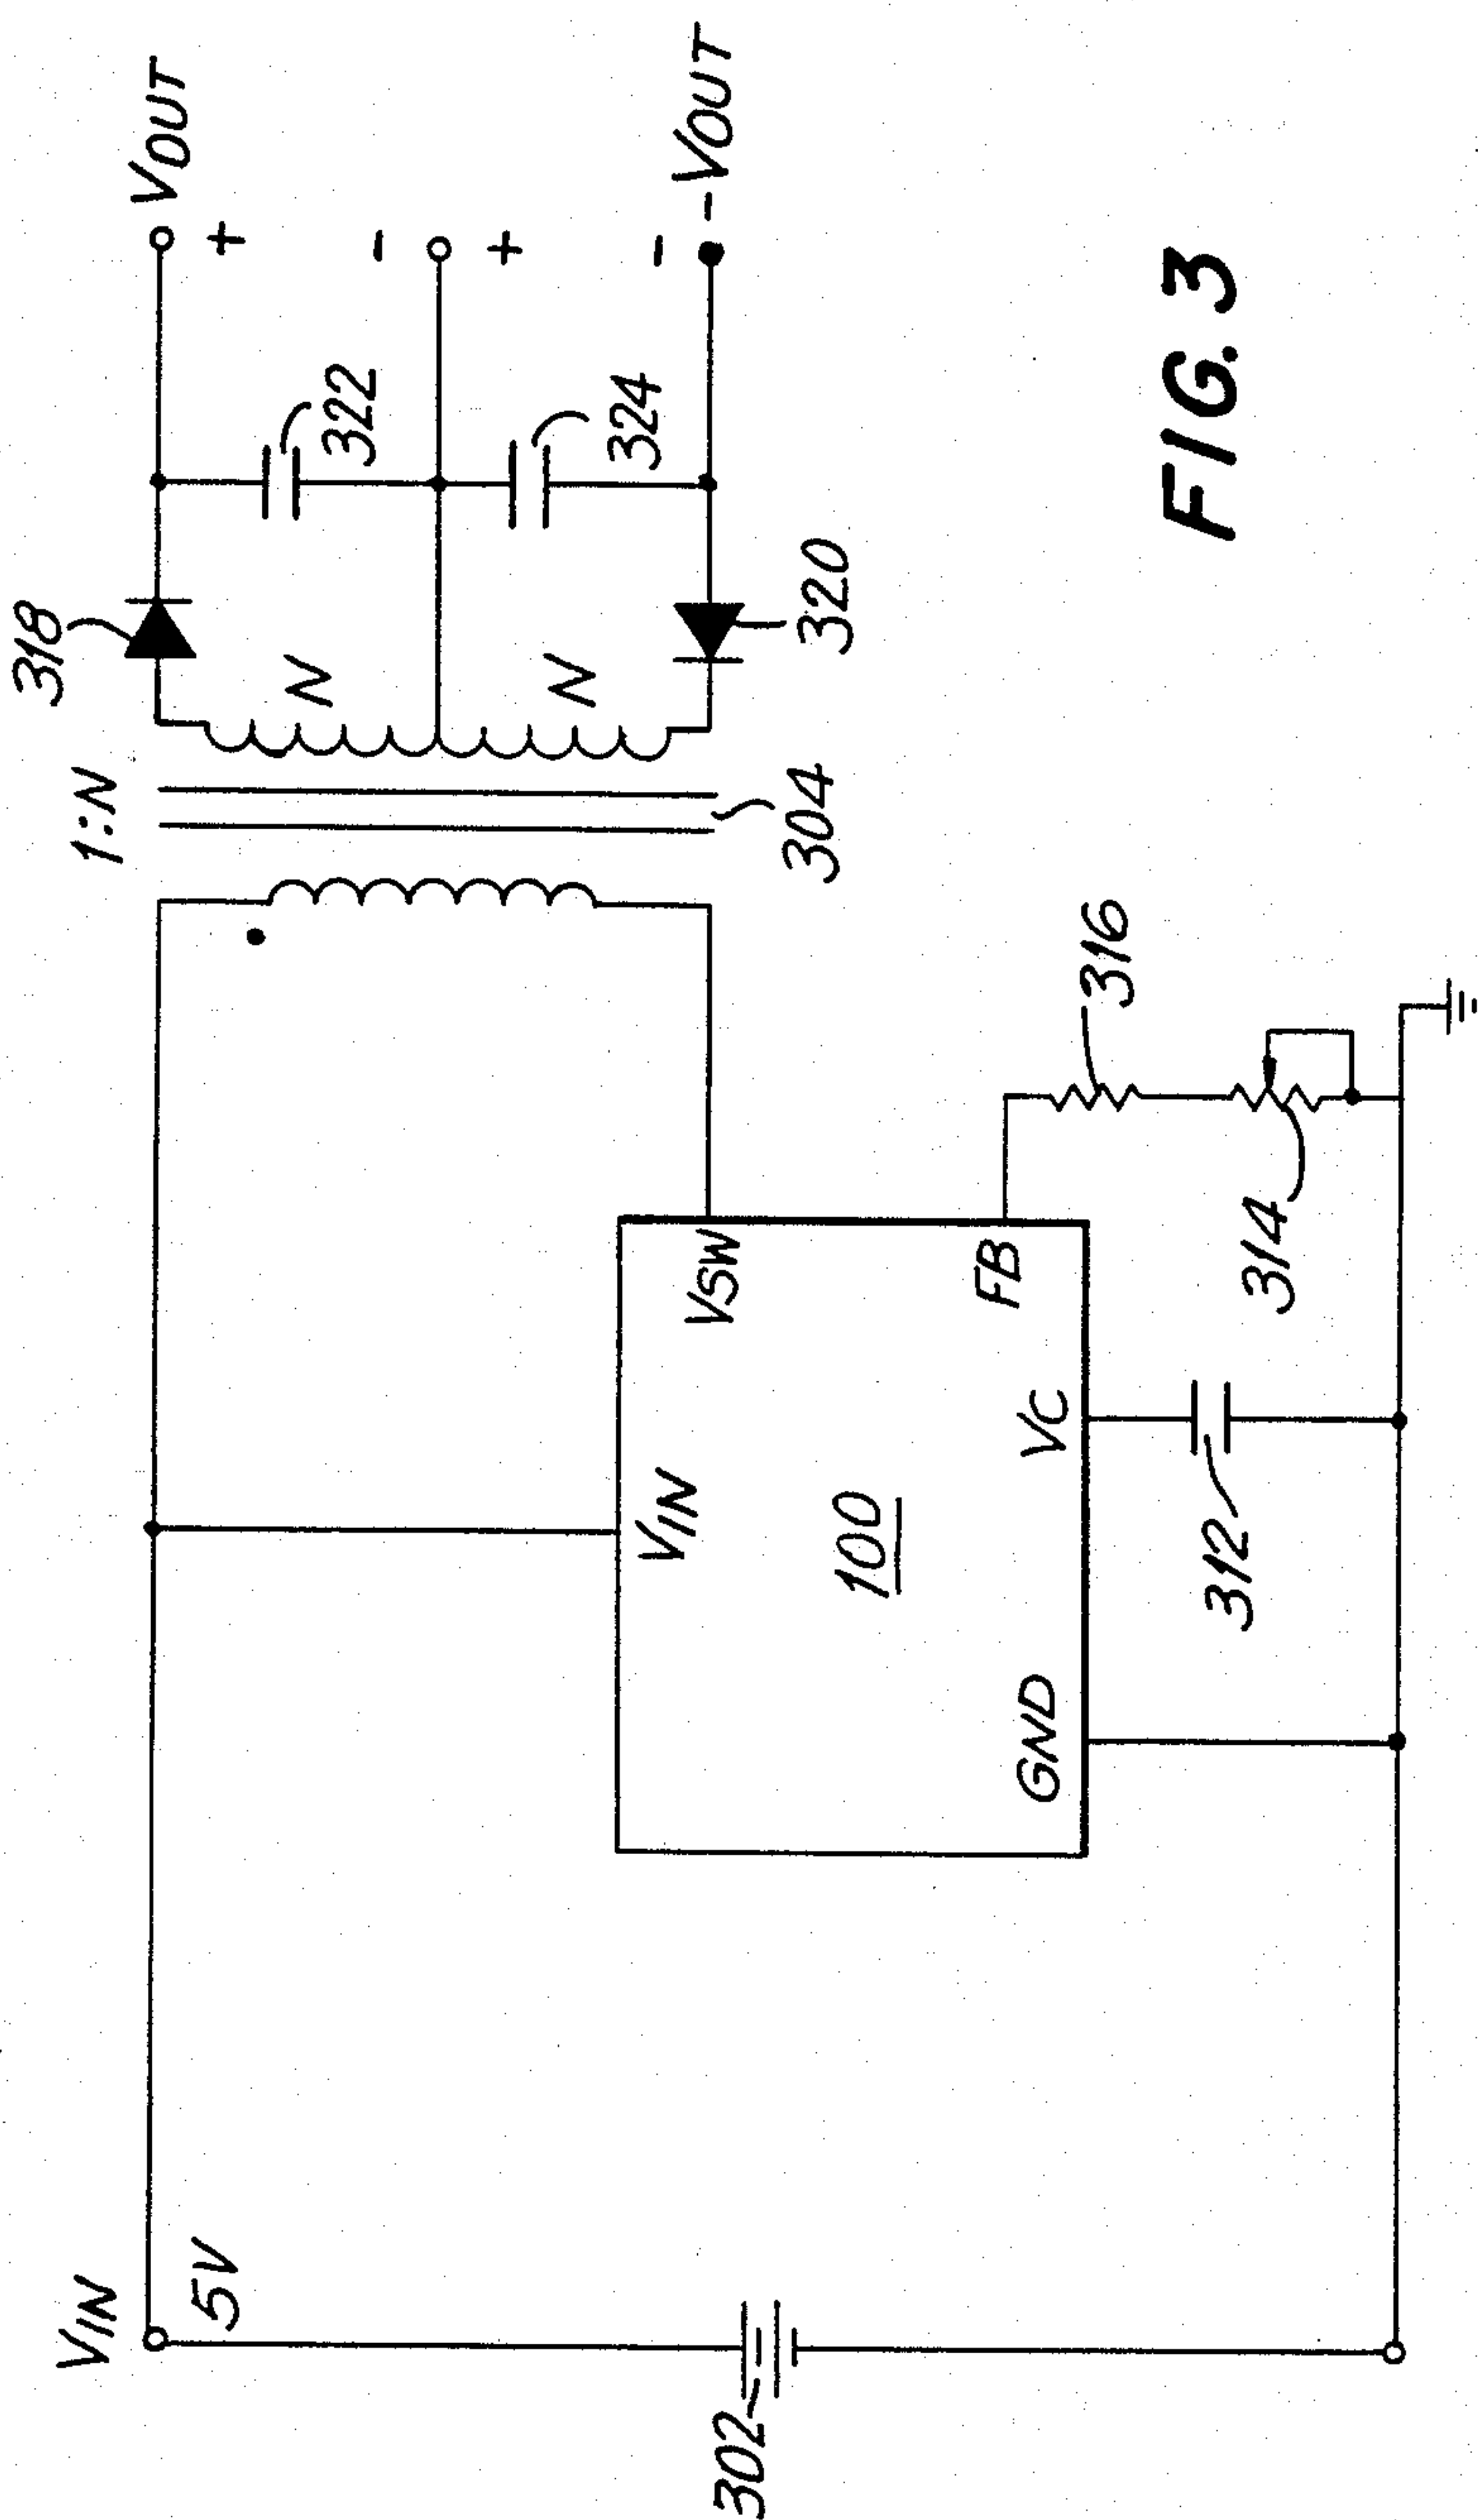 VIN
5V
302
VIN
100
GND
VC
VSW
FB
312
314
316
1:N
304
318
N
N
320
322
324
VOUT
+
-
+
-
-VOUT
FIG. 3